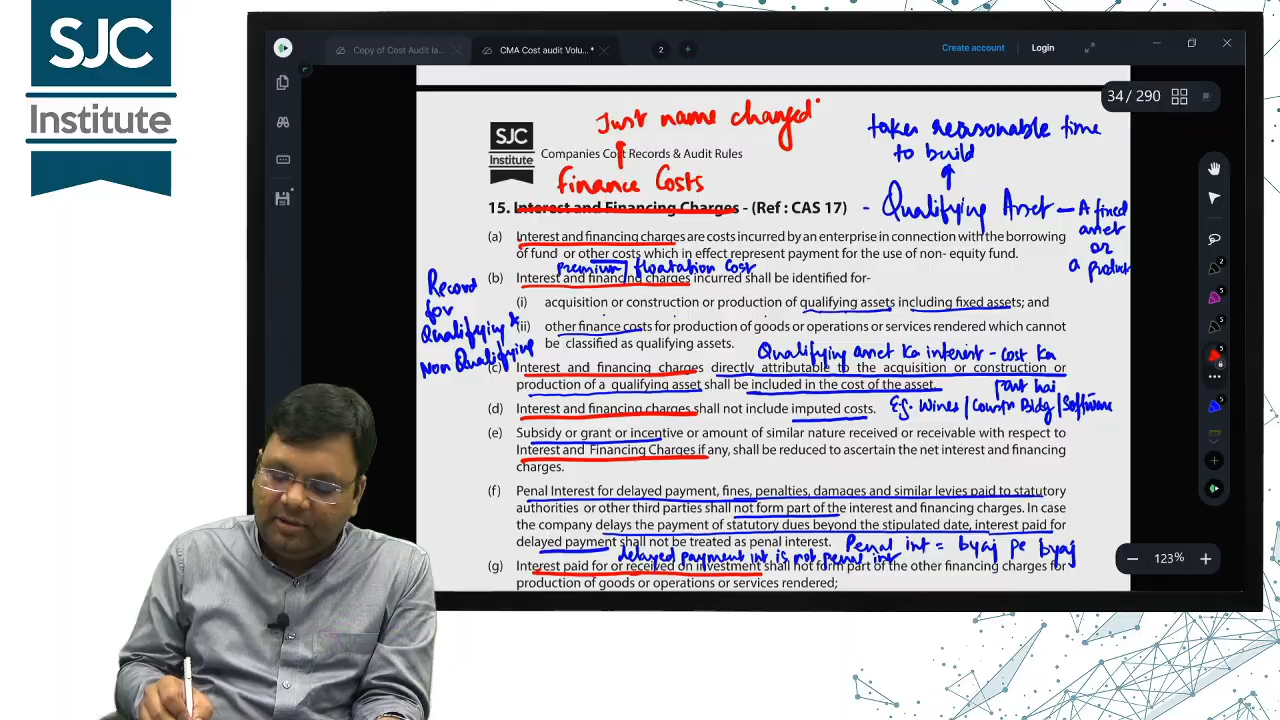 SJC
Institute
Copy of Cost Audit la...
CMA Cost audit Volu... *
2
Create account
Login
34 / 290
Just name changed
taken reasonable time
to build
SJC
Institute
Companies Cost Records & Audit Rules
Finance Costs
15. Interest and Financing Charges - (Ref : CAS 17) - Qualifying Asset — A fixed
asset
or
a product
(a) Interest and financing charges are costs incurred by an enterprise in connection with the borrowing
of fund or other costs which in effect represent payment for the use of non- equity fund.
premium / floatation cost
(b) Interest and financing charges incurred shall be identified for-
Record
for
Qualifying &
Non Qualifying
(i) acquisition or construction or production of qualifying assets including fixed assets; and
(ii) other finance costs for production of goods or operations or services rendered which cannot
be classified as qualifying assets.
Qualifying asset ka interest - cost ka
part hai
(c) Interest and financing charges directly attributable to the acquisition or construction or
production of a qualifying asset shall be included in the cost of the asset.
(d) Interest and financing charges shall not include imputed costs.
E.g. Wines / Constn Bldg / Software
(e) Subsidy or grant or incentive or amount of similar nature received or receivable with respect to
Interest and Financing Charges if any, shall be reduced to ascertain the net interest and financing
charges.
(f) Penal Interest for delayed payment, fines, penalties, damages and similar levies paid to statutory
authorities or other third parties shall not form part of the interest and financing charges. In case
the company delays the payment of statutory dues beyond the stipulated date, interest paid for
delayed payment shall not be treated as penal interest.
Penal int = byaj pe byaj
delayed payment int is not penal int
(g) Interest paid for or received on investment shall not form part of the other financing charges for
production of goods or operations or services rendered;
123%